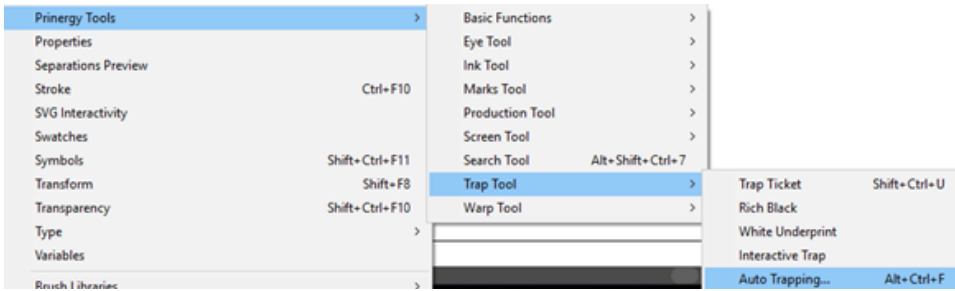 Prinergy Tools
Properties
Separations Preview
Stroke Ctrl+F10
SVG Interactivity
Swatches
Symbols Shift+Ctrl+F11
Transform Shift+F8
Transparency Shift+Ctrl+F10
Type
Variables
Brush Libraries
Basic Functions
Eye Tool
Ink Tool
Marks Tool
Production Tool
Screen Tool
Search Tool Alt+Shift+Ctrl+7
Trap Tool
Warp Tool
Trap Ticket Shift+Ctrl+U
Rich Black
White Underprint
Interactive Trap
Auto Trapping... Alt+Ctrl+F